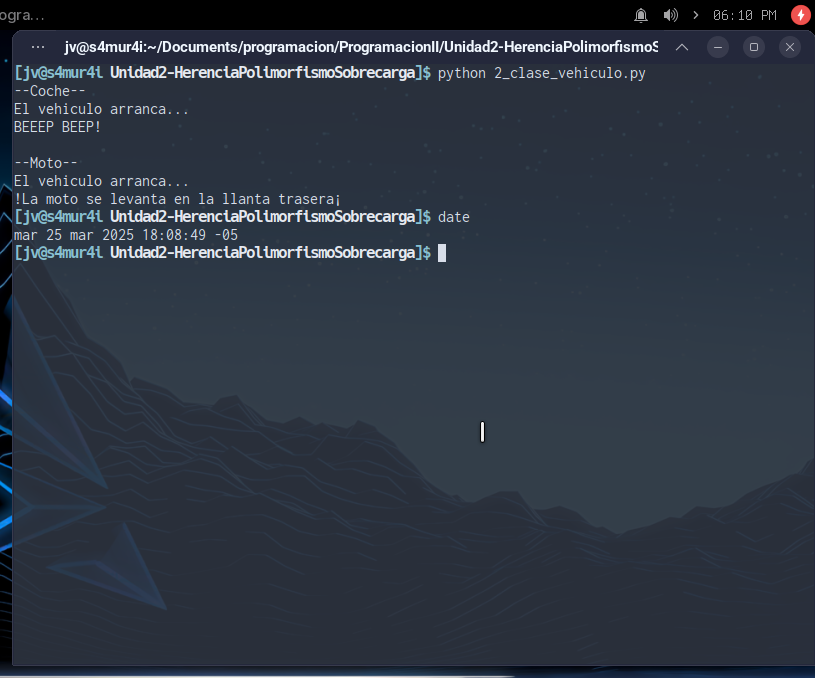 ogra...
06:10 PM
jv@s4mur4i:~/Documents/programacion/ProgramacionII/Unidad2-HerenciaPolimorfismoS
[jv@s4mur4i Unidad2-HerenciaPolimorfismoSobrecarga]$ python 2_clase_vehiculo.py
--Coche--
El vehiculo arranca...
BEEEP BEEP!

--Moto--
El vehiculo arranca...
!La moto se levanta en la llanta trasera¡
[jv@s4mur4i Unidad2-HerenciaPolimorfismoSobrecarga]$ date
mar 25 mar 2025 18:08:49 -05
[jv@s4mur4i Unidad2-HerenciaPolimorfismoSobrecarga]$